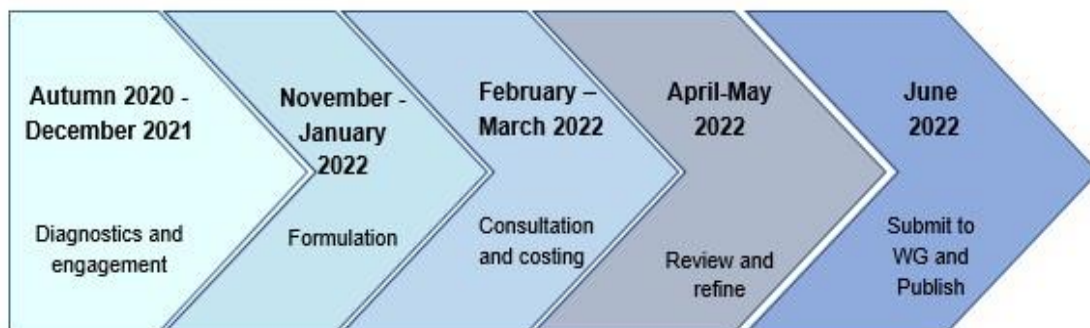 Autumn 2020 -
December 2021
Diagnostics and
engagement
November -
January
2022
Formulation
February –
March 2022
Consultation
and costing
April-May
2022
Review and
refine
June
2022
Submit to
WG and
Publish